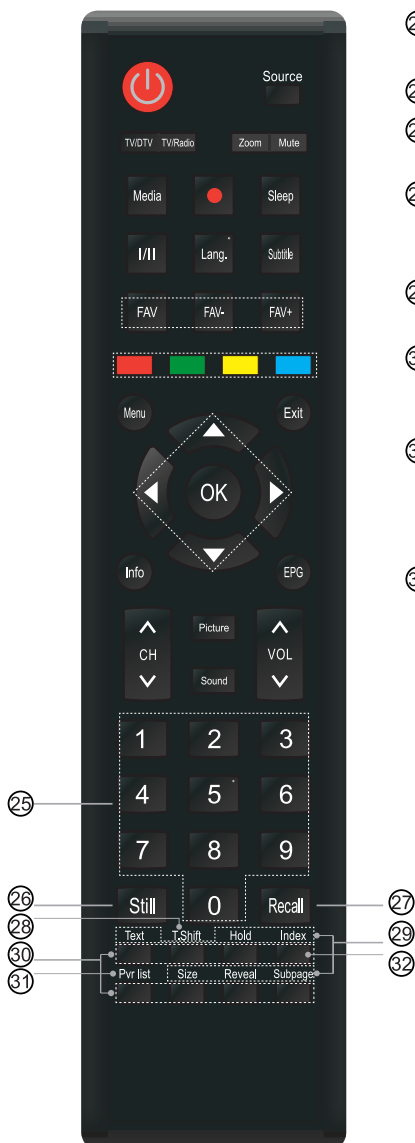 Source
TV/DTV TV/Radio Zoom Mute
Media Sleep
I/II Lang. Subtitle
FAV FAV- FAV+
Menu Exit
OK
Info EPG
CH Picture VOL
Sound
1 2 3
4 5 6
25
7 8 9
26 Still 0 Recall 27
28 Text T.Shift Hold Index 29
30 32
31 Pvr list Size Reveal Subpage